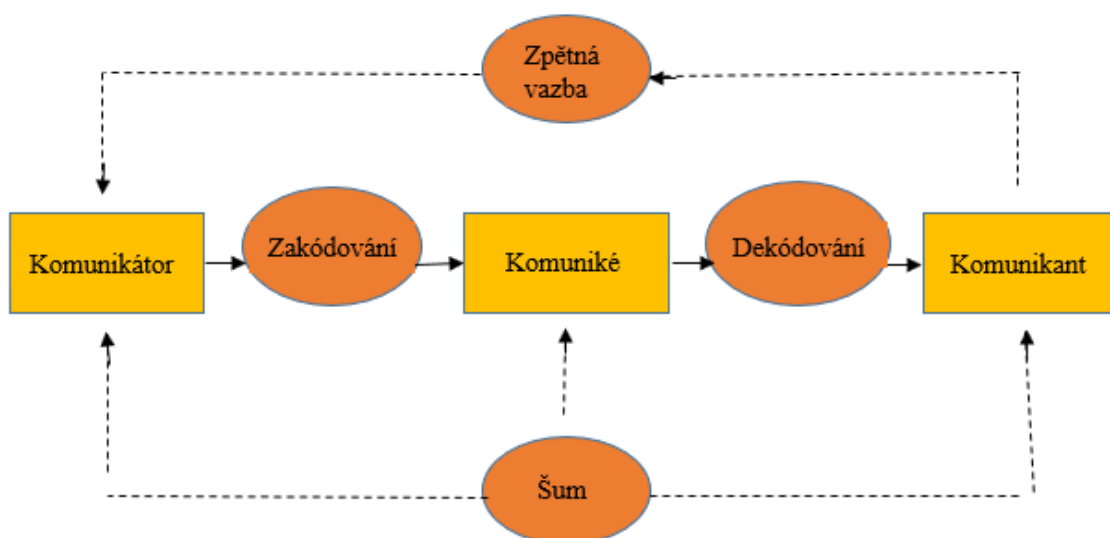 Zpětná
vazba
Komunikátor
Zakódování
Komuniké
Dekódování
Komunikant
Šum